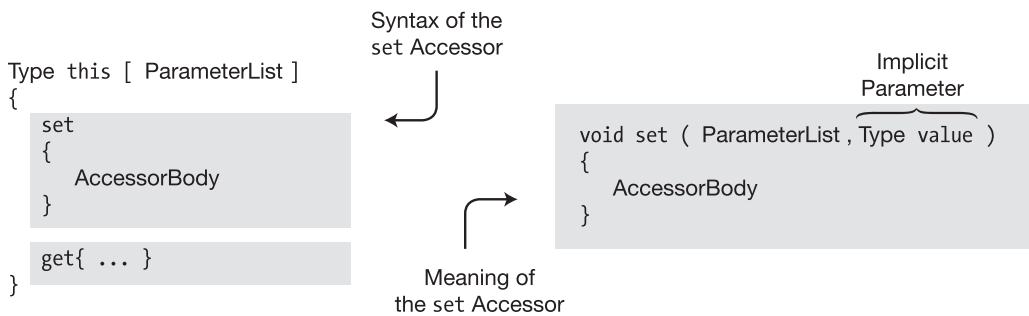 Syntax of the
set Accessor
Type this [ ParameterList ]
{
set
{
AccessorBody
}
get{ ... }
}
Implicit
Parameter
void set ( ParameterList , Type value )
{
AccessorBody
}
Meaning of
the set Accessor